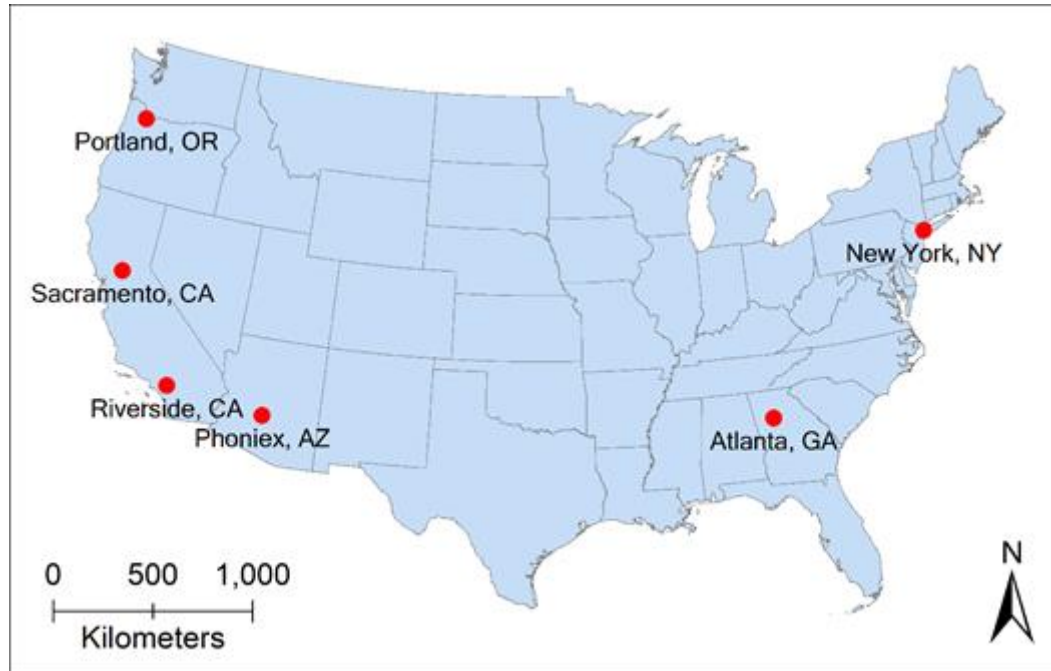 Portland, OR
New York, NY
Sacramento, CA
Riverside, CA
Phoniex, AZ
Atlanta, GA
N
0 500 1,000
Kilometers